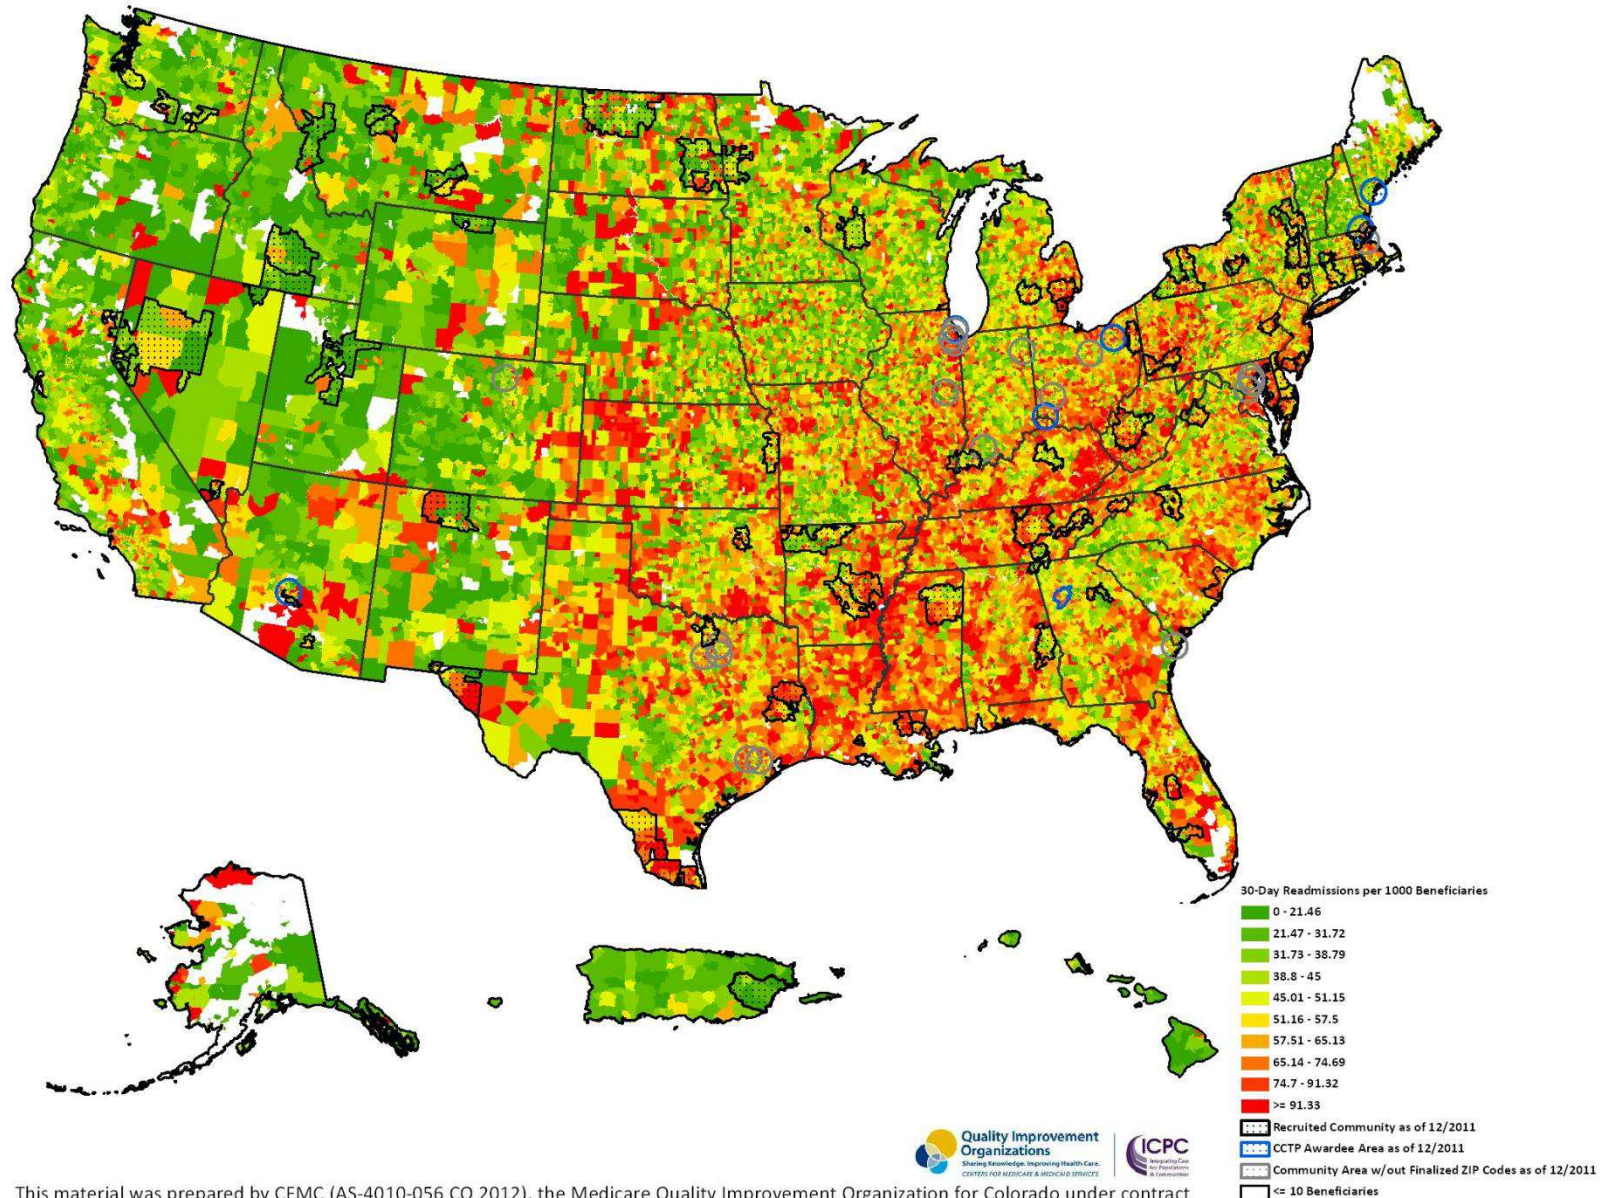 30-Day Readmissions per 1000 Beneficiaries
0 - 21.46
21.47 - 31.72
31.73 - 38.79
38.8 - 45
45.01 - 51.15
51.16 - 57.5
57.51 - 65.13
65.14 - 74.69
74.7 - 91.32
>= 91.33
Recruited Community as of 12/2011
CCTP Awardee Area as of 12/2011
Community Area w/out Finalized ZIP Codes as of 12/2011
<= 10 Beneficiaries
Quality Improvement
Organizations
Sharing Knowledge. Improving Health Care.
CENTERS FOR MEDICARE & MEDICAID SERVICES
ICPC
Integrating Care
for Populations
& Communities
This material was prepared by CFMC (AS-4010-056 CO 2012), the Medicare Quality Improvement Organization for Colorado under contract